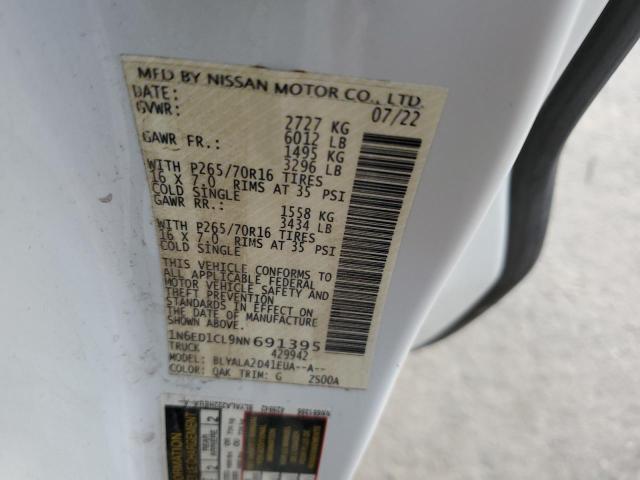 MFD BY NISSAN MOTOR CO., LTD.
DATE: 07/22
GVWR: 2727 KG
6012 LB
GAWR FR.: 1495 KG
3296 LB
WITH P265/70R16 TIRES
16 X 7.0 RIMS AT 35 PSI
COLD SINGLE
GAWR RR.: 1558 KG
3434 LB
WITH P265/70R16 TIRES
16 X 7.0 RIMS AT 35 PSI
COLD SINGLE
THIS VEHICLE CONFORMS TO
ALL APPLICABLE FEDERAL
MOTOR VEHICLE SAFETY AND
THEFT PREVENTION
STANDARDS IN EFFECT ON
THE DATE OF MANUFACTURE
SHOWN ABOVE.
1N6ED1CL9NN691395
TRUCK 429942
MODEL: BLYALA2D41EUA--A--
COLOR: QAK TRIM: G ZS00A
2 REAR
2